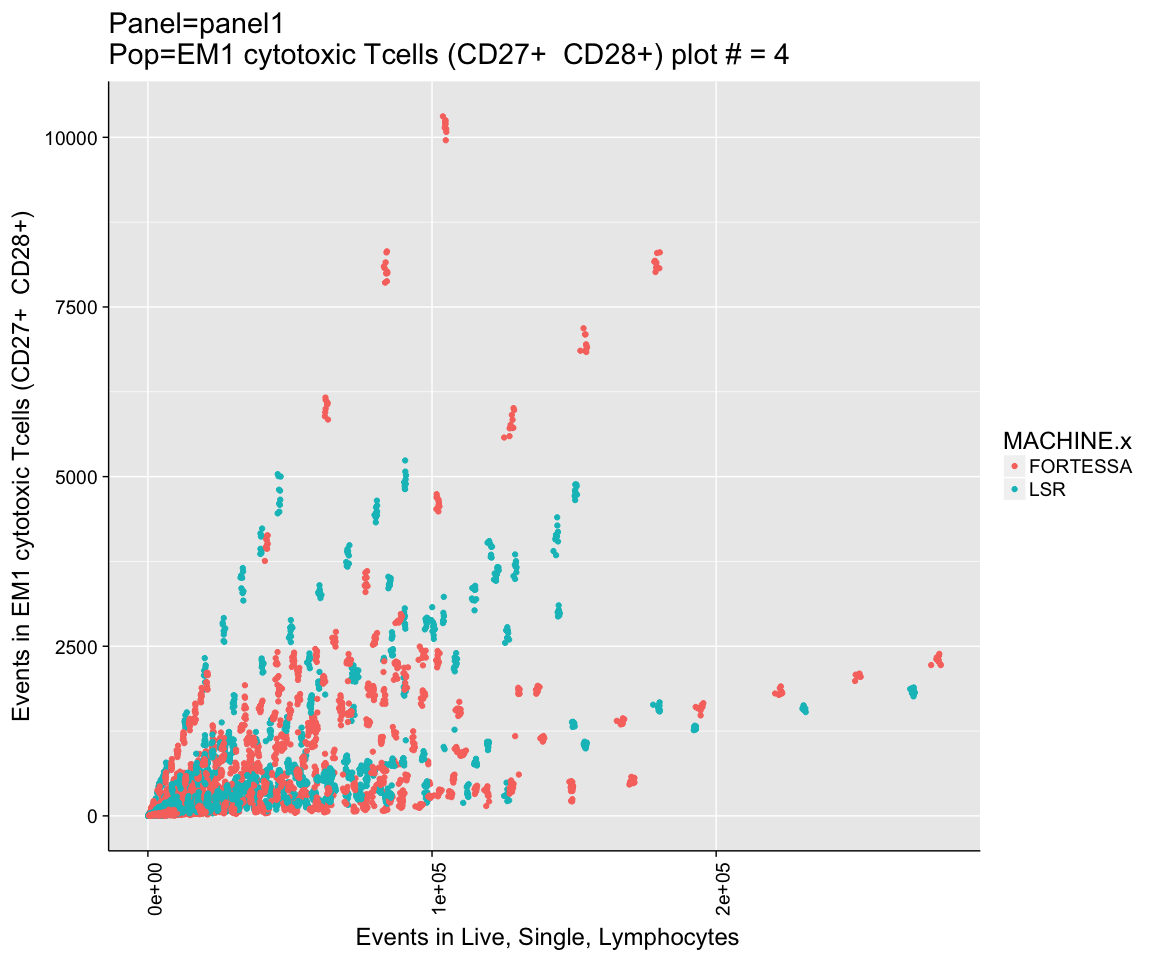 Panel=panel1
Pop=EM1 cytotoxic Tcells (CD27+  CD28+) plot # = 4
10000
7500
5000
2500
0
Events in EM1 cytotoxic Tcells (CD27+  CD28+)
0e+00
1e+05
2e+05
Events in Live, Single, Lymphocytes
MACHINE.x
FORTESSA
LSR